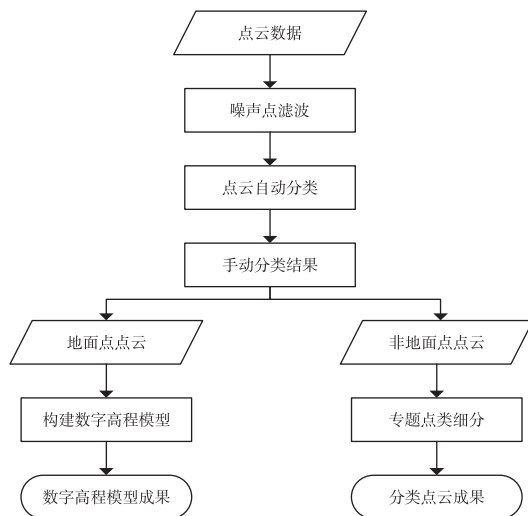 点云数据
噪声点滤波
点云自动分类
手动分类结果
地面点点云
非地面点点云
构建数字高程模型
专题点类细分
数字高程模型成果
分类点云成果